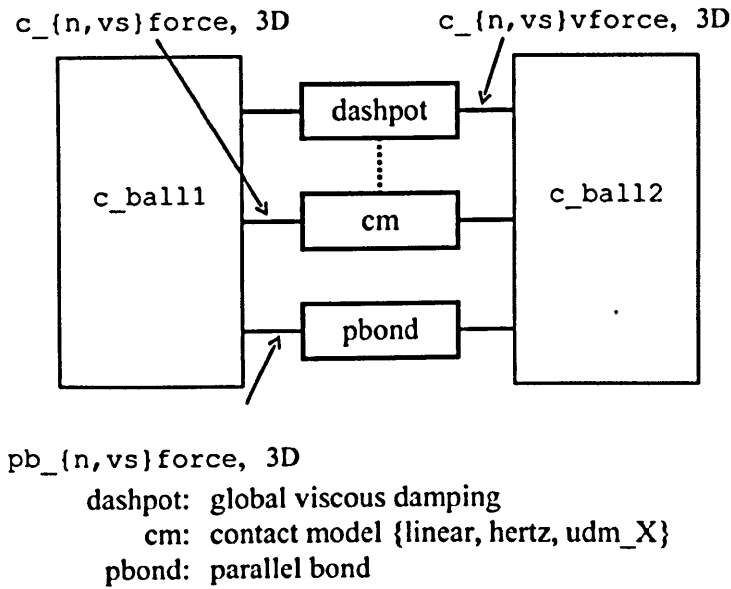 c_{n,vs}force, 3D
c_{n,vs}vforce, 3D
dashpot
c_ball1
cm
c_ball2
pbond
pb_{n,vs}force, 3D
dashpot: global viscous damping
cm: contact model {linear, hertz, udm_X}
pbond: parallel bond